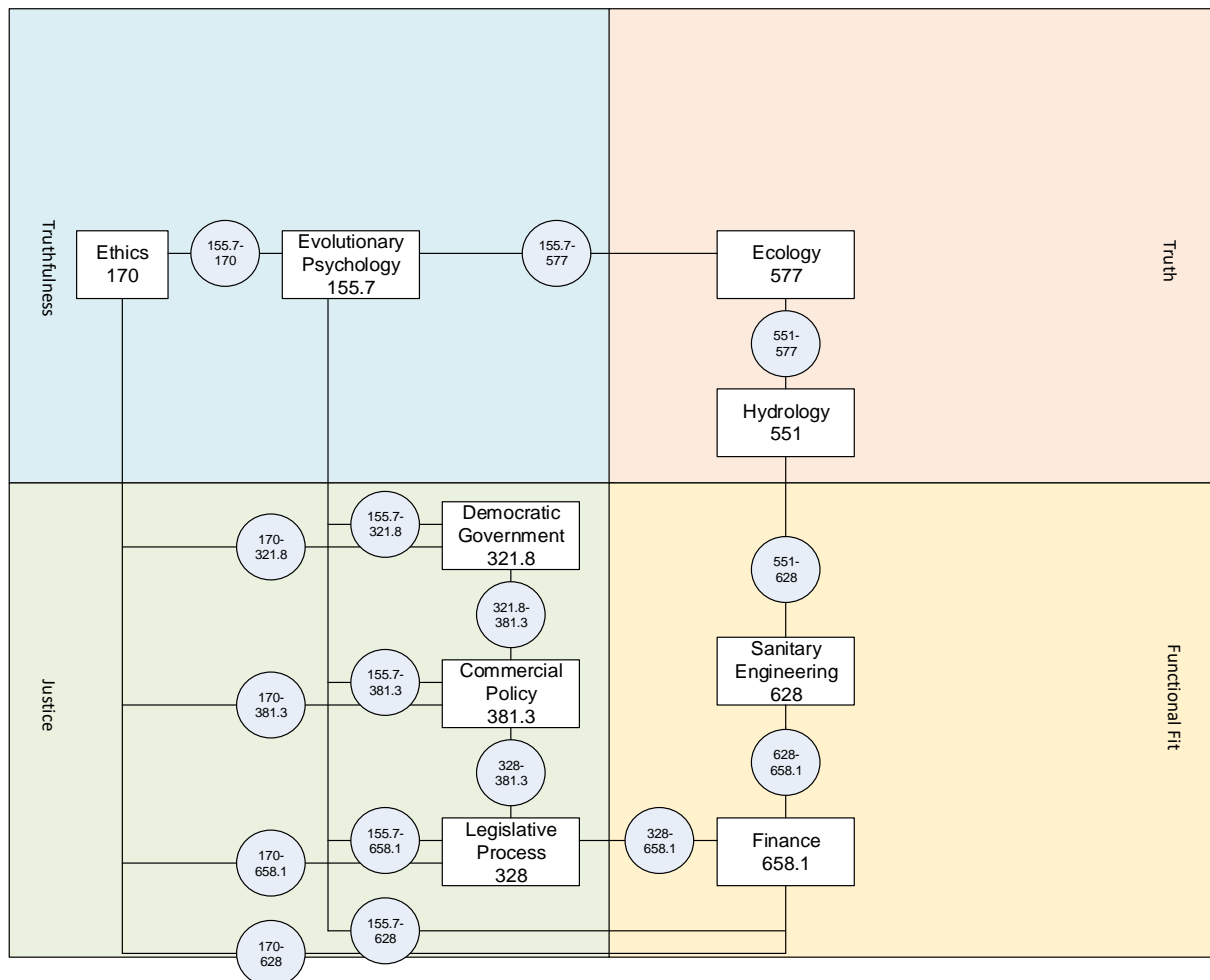 Truthfulness
Ethics
170
155.7-
170
Evolutionary
Psychology
155.7
155.7-
577
Ecology
577
Truth
551-
577
Hydrology
551
Justice
155.7-
321.8
170-
321.8
Democratic
Government
321.8
321.8-
381.3
155.7-
381.3
170-
381.3
Commercial
Policy
381.3
328-
381.3
155.7-
658.1
170-
658.1
Legislative
Process
328
328-
658.1
155.7-
628
170-
628
551-
628
Sanitary
Engineering
628
628-
658.1
Finance
658.1
Functional Fit